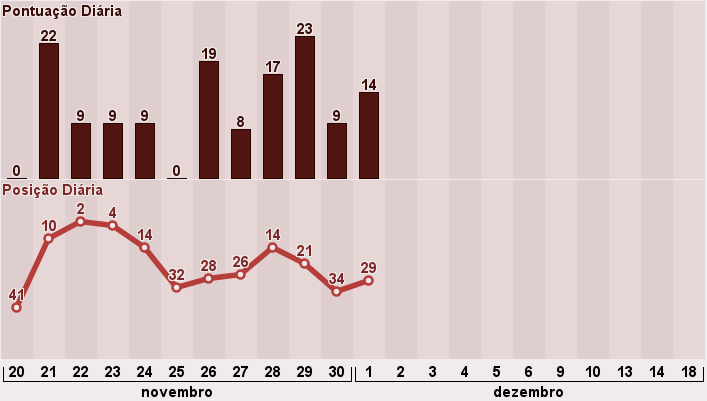 Pontuação Diária
0 22 9 9 9 0 19 8 17 23 9 14
Posição Diária
41 10 2 4 14 32 28 26 14 21 34 29
20 21 22 23 24 25 26 27 28 29 30 1 2 3 4 5 6 9 10 13 14 18
novembro dezembro